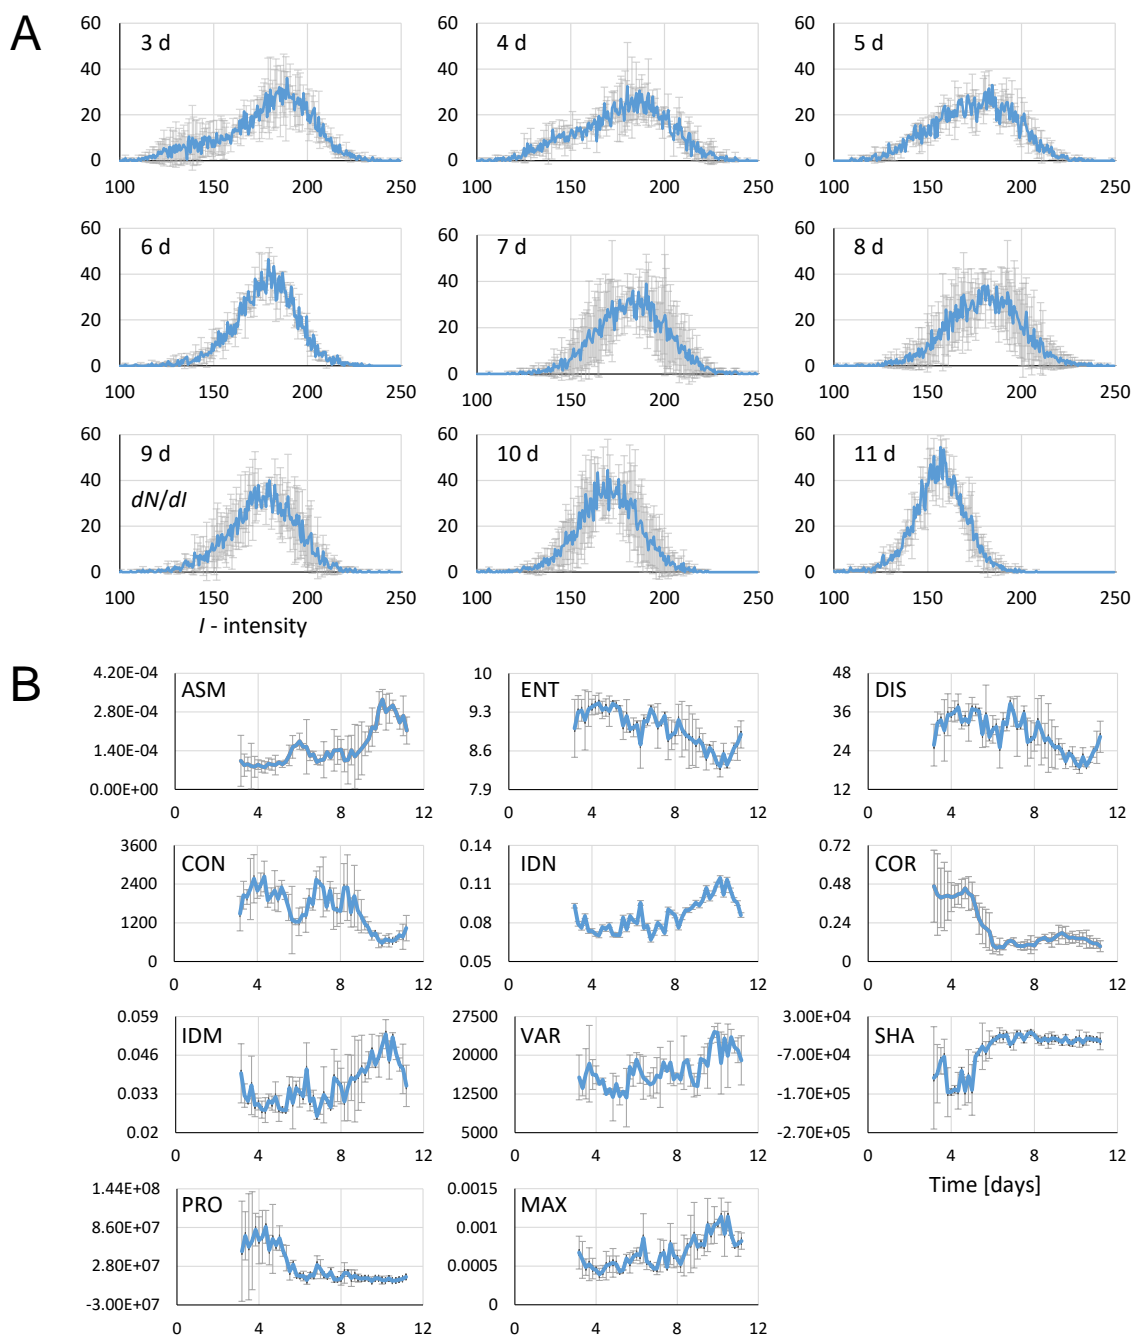 A
3 d
4 d
5 d
60 60 60
40 40 40
20 20 20
0 0 0
100 150 200 250 100 150 200 250 100 150 200 250
6 d
7 d
8 d
60 60 60
40 40 40
20 20 20
0 0 0
100 150 200 250 100 150 200 250 100 150 200 250
9 d
10 d
11 d
60 60 60
dN/dI
40 40 40
20 20 20
0 0 0
100 150 200 250 100 150 200 250 100 150 200 250
I - intensity
B
ASM
ENT
DIS
4.20E-04 10 48
2.80E-04 9.3 36
1.40E-04 8.6 24
0.00E+00 7.9 12
0 4 8 12 0 4 8 12 0 4 8 12
CON
IDN
COR
3600 0.14 0.72
2400 0.11 0.48
1200 0.08 0.24
0 0.05 0
0 4 8 12 0 4 8 12 0 4 8 12
IDM
VAR
SHA
0.059 27500 3.00E+04
0.046 20000 -7.00E+04
0.033 12500 -1.70E+05
0.02 5000 -2.70E+05
0 4 8 12 0 4 8 12 0 4 8 12
Time [days]
PRO
MAX
1.44E+08 0.0015
8.60E+07 0.001
2.80E+07 0.0005
-3.00E+07 0
0 4 8 12 0 4 8 12